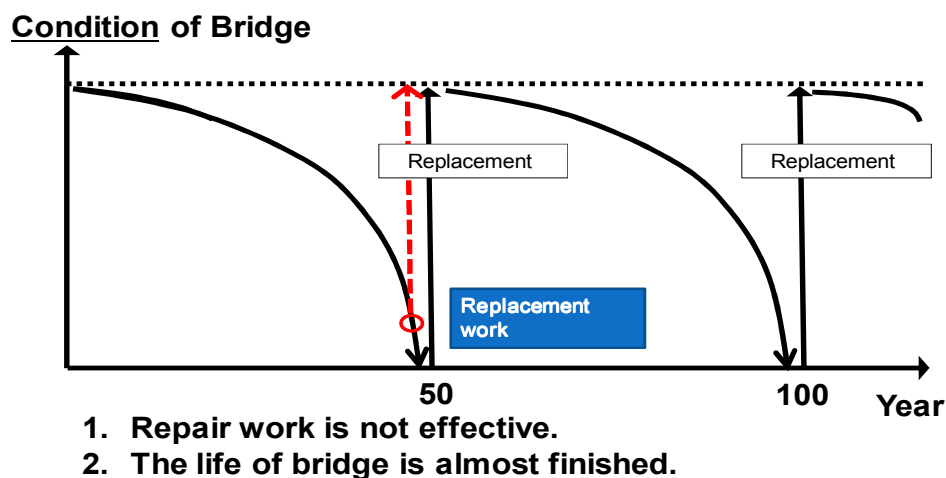 Condition of Bridge
Replacement
Replacement
Replacement
work
50
100
Year
1. Repair work is not effective.
2. The life of bridge is almost finished.